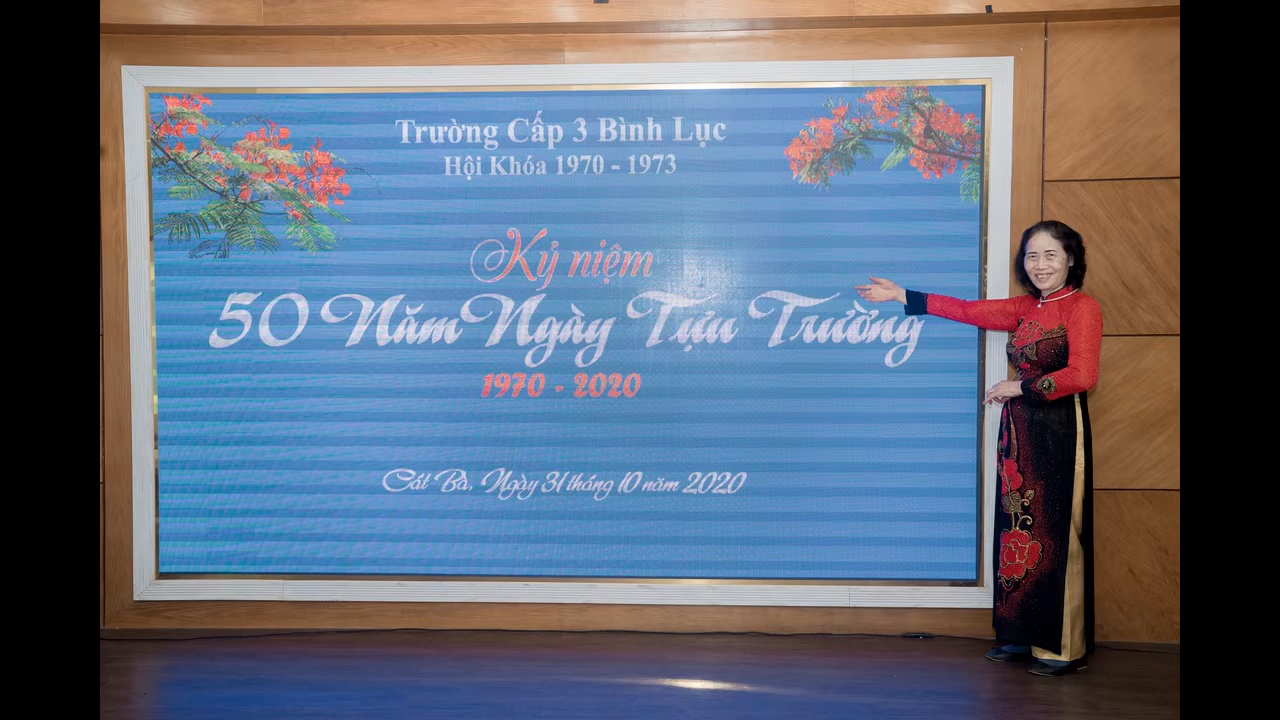 Trường Cấp 3 Bình Lục
Hội Khóa 1970 - 1973
Kỷ niệm
50 Năm Ngày Tựu Trường
1970 - 2020
Cát Bà, Ngày 31 tháng 10 năm 2020